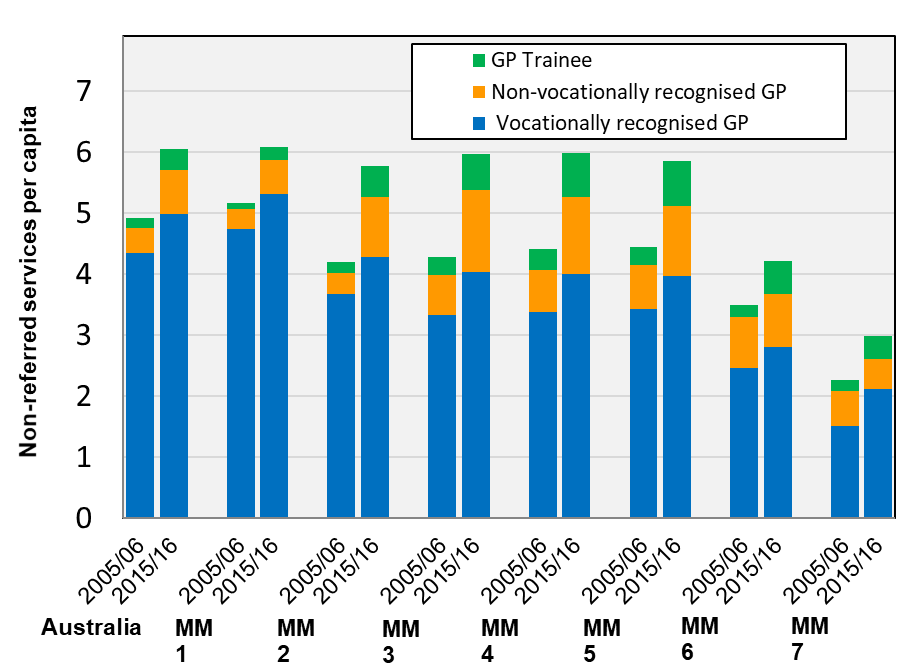 GP Trainee
Non-vocationally recognised GP
Vocationally recognised GP
Non-referred services per capita
7
6
5
4
3
2
1
0
2005/06 2015/16 2005/06 2015/16 2005/06 2015/16 2005/06 2015/16 2005/06 2015/16 2005/06 2015/16 2005/06 2015/16 2005/06 2015/16
Australia MM MM MM MM MM MM MM
1 2 3 4 5 6 7